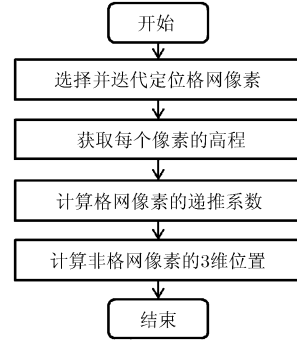 开始
选择并迭代定位格网像素
获取每个像素的高程
计算格网像素的递推系数
计算非格网像素的3维位置
结束